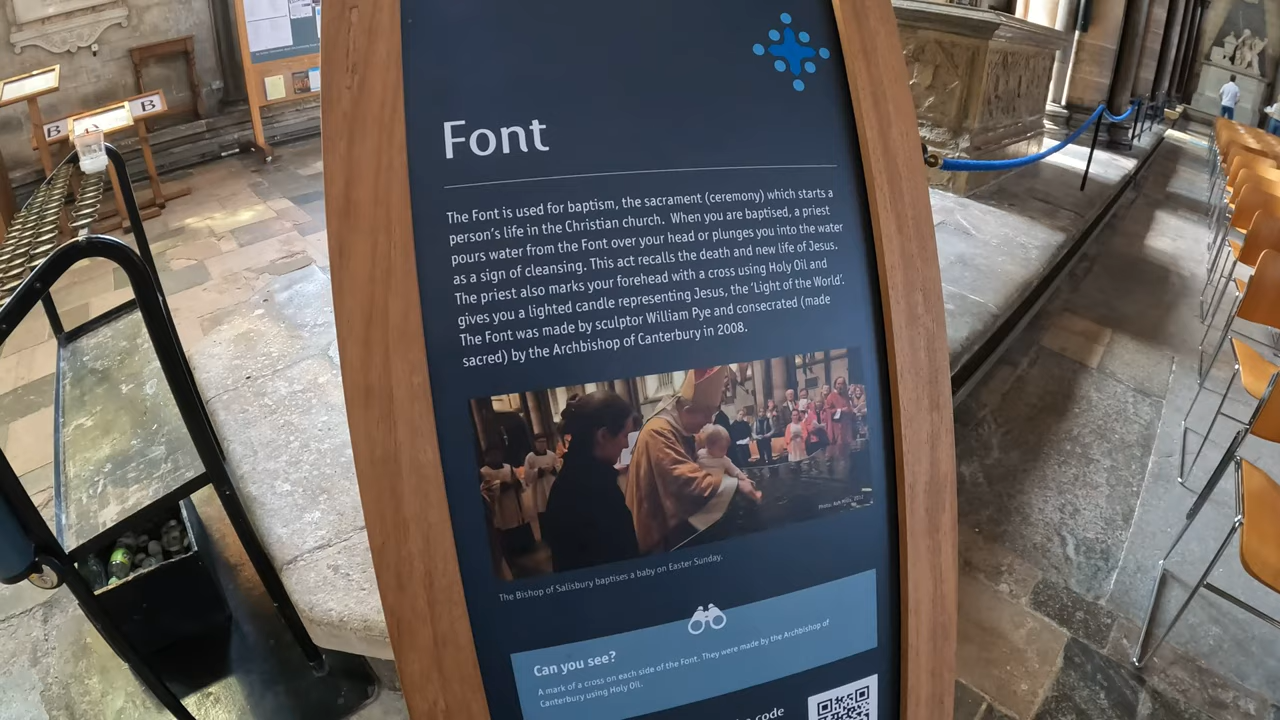 B
B
Font
The Font is used for baptism, the sacrament (ceremony) which starts a
person's life in the Christian church. When you are baptised, a priest
pours water from the Font over your head or plunges you into the water
as a sign of cleansing. This act recalls the death and new life of Jesus.
The priest also marks your forehead with a cross using Holy Oil and
gives you a lighted candle representing Jesus, the 'Light of the World'.
The Font was made by sculptor William Pye and consecrated (made
sacred) by the Archbishop of Canterbury in 2008.
Photo: Ash Mills, 2012
The Bishop of Salisbury baptises a baby on Easter Sunday.
Can you see?
A mark of a cross on each side of the Font. They were made by the Archbishop of
Canterbury using Holy Oil.
code